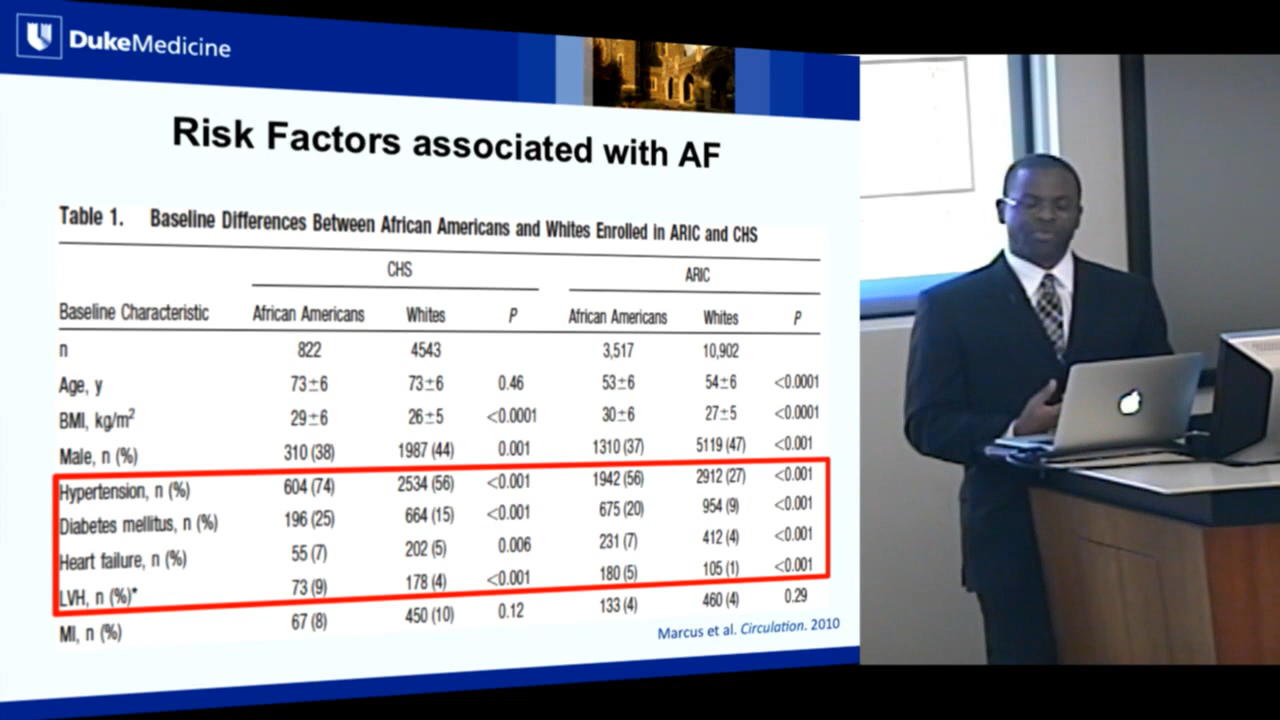 DukeMedicine
Risk Factors associated with AF
Table 1. Baseline Differences Between African Americans and Whites Enrolled in ARIC and CHS
CHS ARIC
Baseline Characteristic African Americans Whites P African Americans Whites P
n 822 4543 3,517 10,902
Age, y 73±6 73±6 0.46 53±6 54±6 <0.0001
BMI, kg/m² 29±6 26±5 <0.0001 30±6 27±5 <0.0001
Male, n (%) 310 (38) 1987 (44) 0.001 1310 (37) 5119 (47) <0.001
Hypertension, n (%) 604 (74) 2534 (56) <0.001 1942 (56) 2912 (27) <0.001
Diabetes mellitus, n (%) 196 (25) 664 (15) <0.001 675 (20) 954 (9) <0.001
Heart failure, n (%) 55 (7) 202 (5) 0.006 231 (7) 412 (4) <0.001
LVH, n (%)* 73 (9) 178 (4) <0.001 180 (5) 105 (1) <0.001
MI, n (%) 67 (8) 450 (10) 0.12 133 (4) 460 (4) 0.29
Marcus et al. Circulation. 2010